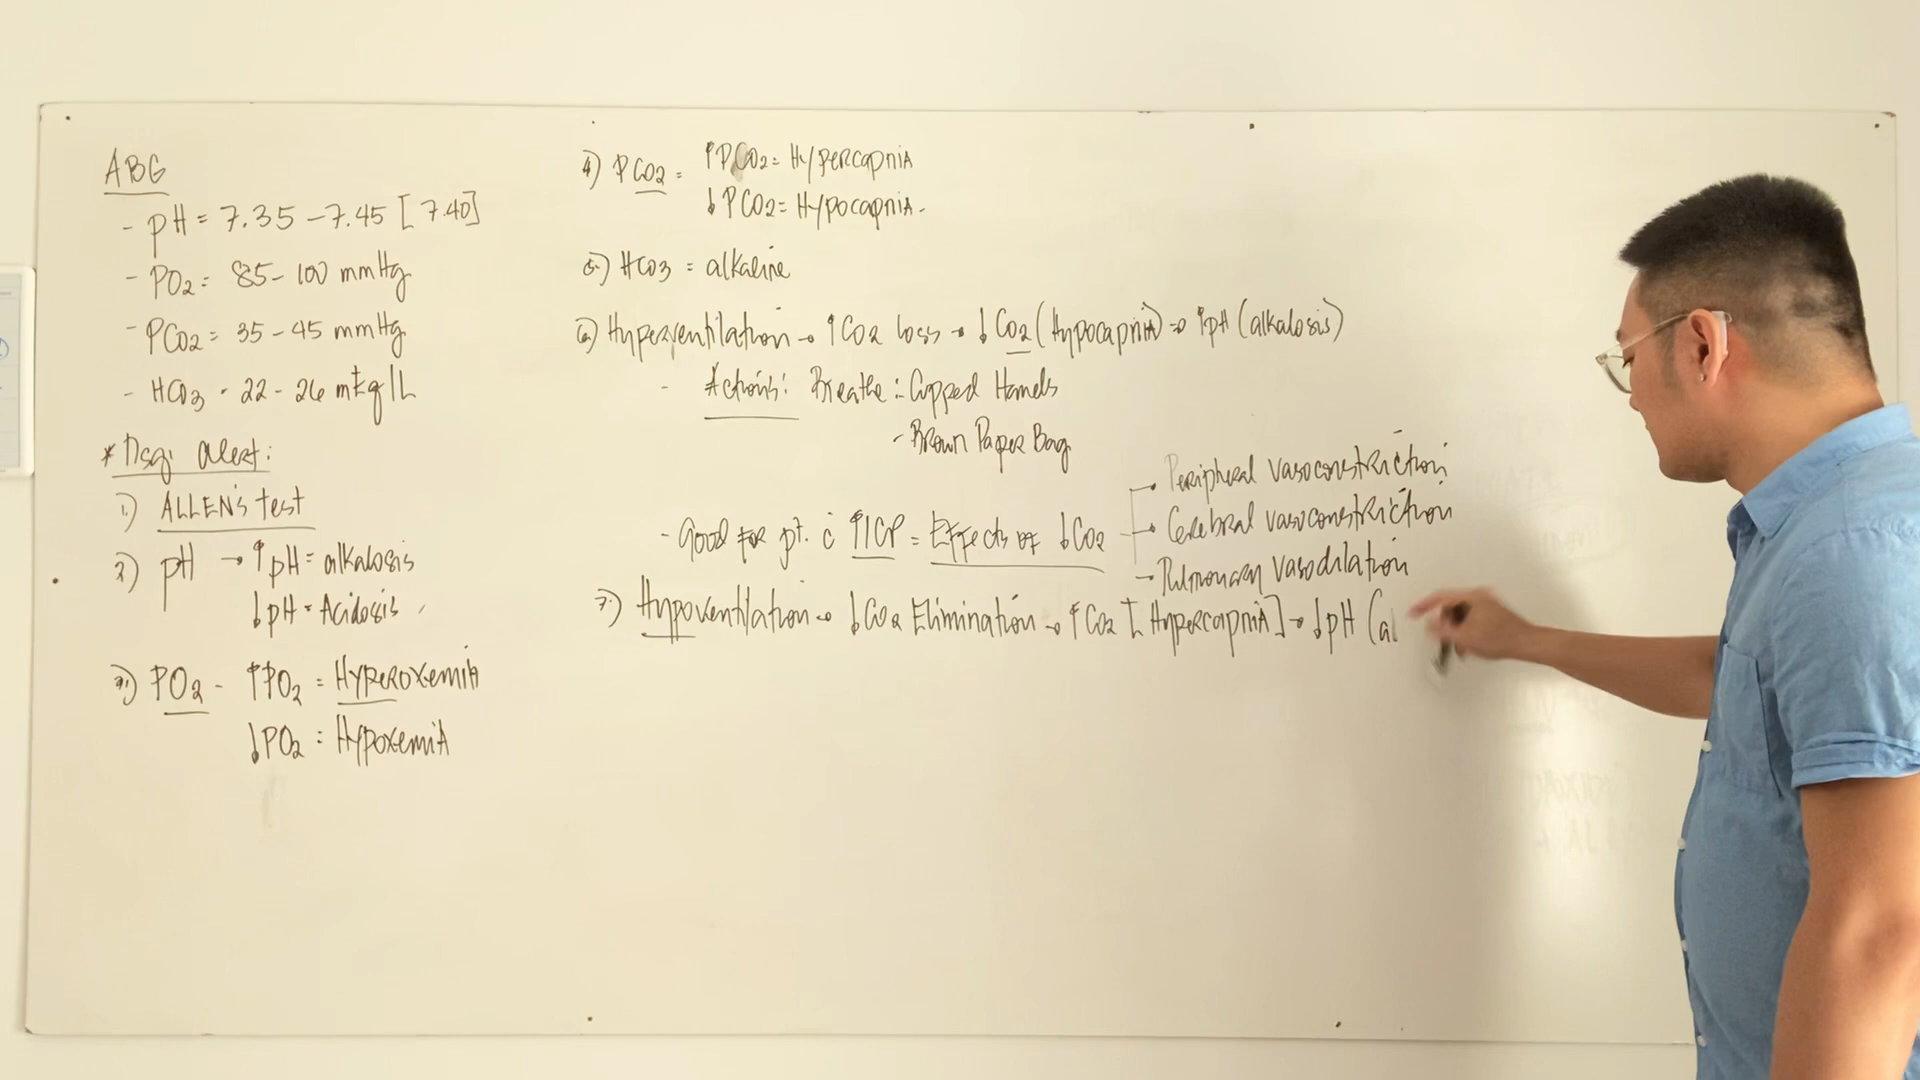 ABG
- pH = 7.35 - 7.45 [7.40]
- PO2 = 85 - 100 mmHg
- PCO2 = 35 - 45 mmHg
- HCO3 - 22 - 26 mEq/L
* Dsg. Alert:
1) ALLEN's test
2) pH → ↑pH = alkalosis
↓pH = Acidosis
3) PO2 - ↑PO2 = Hyperoxemia
↓PO2 = Hypoxemia
4) PCO2 = ↑PCO2 = Hypercapnia
↓PCO2 = Hypocapnia
5) HCO3 = alkaline
6) Hyperventilation → ↑CO2 loss → ↓CO2 (Hypocapnia) → ↑pH (alkalosis)
- Actions: Breathe: - Cupped Hands
- Brown Paper Bag
- Good for pt. c̄ ↑ICP = Effects of ↓CO2
→ Peripheral vasoconstriction
→ Cerebral vasoconstriction
→ Pulmonary vasodilation
7) Hypoventilation → ↓CO2 Elimination → ↑CO2 [Hypercapnia] → ↓pH (a